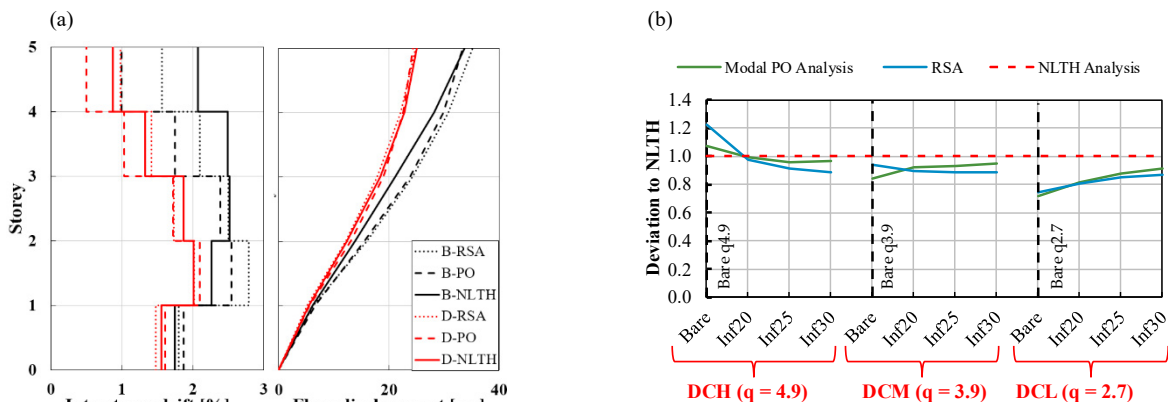 (a)
(b)
5
4
3
2
1
0
Storey
0
1
2
3
0
20
40
B-RSA
B-PO
B-NLTH
D-RSA
D-PO
D-NLTH
Modal PO Analysis
RSA
NLTH Analysis
Deviation to NLTH
1.4
1.2
1.0
0.8
0.6
0.4
0.2
0.0
Bare q4.9
Bare q3.9
Bare q2.7
Bare
Inf20
Inf25
Inf30
Bare
Inf20
Inf25
Inf30
Bare
Inf20
Inf25
Inf30
DCH (q = 4.9)
DCM (q = 3.9)
DCL (q = 2.7)